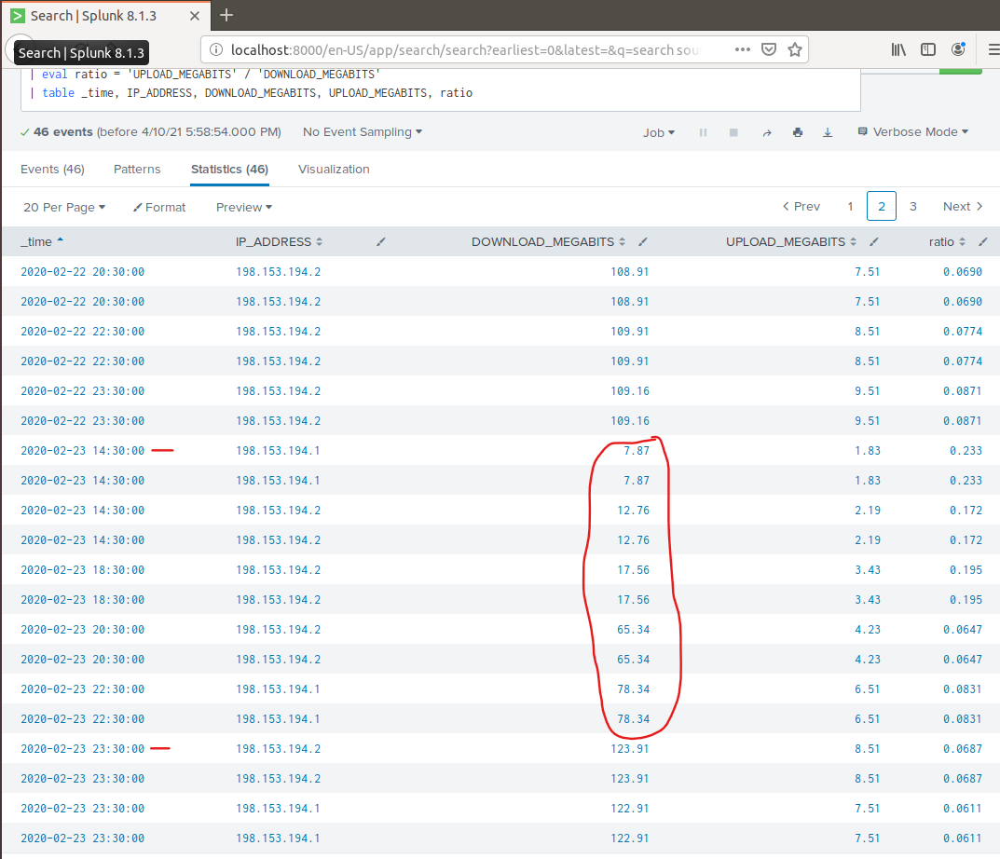 Search | Splunk 8.1.3
Search | Splunk 8.1.3
localhost:8000/en-US/app/search/search?earliest=0&latest=&q=search sou
| eval ratio = 'UPLOAD_MEGABITS' / 'DOWNLOAD_MEGABITS'
| table _time, IP_ADDRESS, DOWNLOAD_MEGABITS, UPLOAD_MEGABITS, ratio
46 events (before 4/10/21 5:58:54.000 PM) No Event Sampling Job Verbose Mode
Events (46) Patterns Statistics (46) Visualization
20 Per Page Format Preview Prev 1 2 3 Next
_time IP_ADDRESS DOWNLOAD_MEGABITS UPLOAD_MEGABITS ratio
2020-02-22 20:30:00 198.153.194.2 108.91 7.51 0.0690
2020-02-22 20:30:00 198.153.194.2 108.91 7.51 0.0690
2020-02-22 22:30:00 198.153.194.2 109.91 8.51 0.0774
2020-02-22 22:30:00 198.153.194.2 109.91 8.51 0.0774
2020-02-22 23:30:00 198.153.194.2 109.16 9.51 0.0871
2020-02-22 23:30:00 198.153.194.2 109.16 9.51 0.0871
2020-02-23 14:30:00 198.153.194.1 7.87 1.83 0.233
2020-02-23 14:30:00 198.153.194.1 7.87 1.83 0.233
2020-02-23 14:30:00 198.153.194.2 12.76 2.19 0.172
2020-02-23 14:30:00 198.153.194.2 12.76 2.19 0.172
2020-02-23 18:30:00 198.153.194.2 17.56 3.43 0.195
2020-02-23 18:30:00 198.153.194.2 17.56 3.43 0.195
2020-02-23 20:30:00 198.153.194.2 65.34 4.23 0.0647
2020-02-23 20:30:00 198.153.194.2 65.34 4.23 0.0647
2020-02-23 22:30:00 198.153.194.1 78.34 6.51 0.0831
2020-02-23 22:30:00 198.153.194.1 78.34 6.51 0.0831
2020-02-23 23:30:00 198.153.194.2 123.91 8.51 0.0687
2020-02-23 23:30:00 198.153.194.2 123.91 8.51 0.0687
2020-02-23 23:30:00 198.153.194.1 122.91 7.51 0.0611
2020-02-23 23:30:00 198.153.194.1 122.91 7.51 0.0611